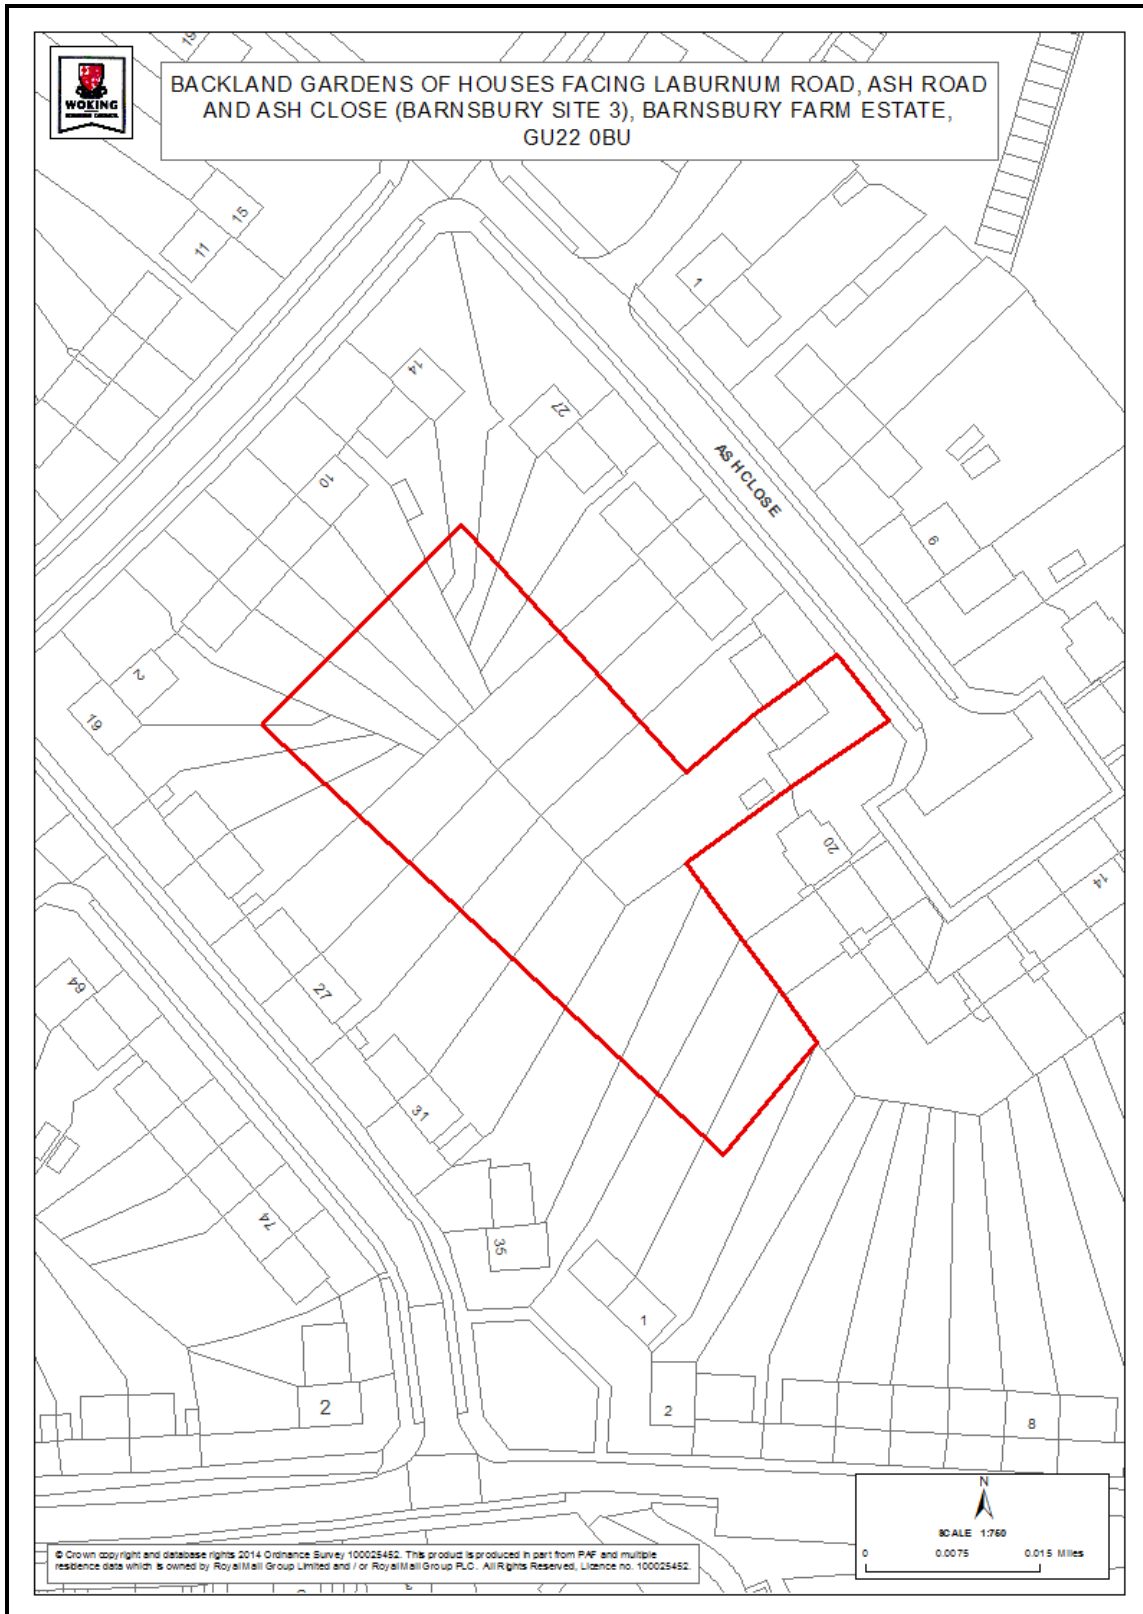 19
WOKING
BOROUGH COUNCIL
BACKLAND GARDENS OF HOUSES FACING LABURNUM ROAD, ASH ROAD
AND ASH CLOSE (BARNSBURY SITE 3), BARNSBURY FARM ESTATE,
GU22 0BU
15
11
1
14
27
ASH CLOSE
10
9
2
19
20
14
64
27
31
74
35
1
2
2
8
N
SCALE 1:750
0 0.0075 0.015 Miles
© Crown copyright and database rights 2014 Ordnance Survey 100025452. This product is produced in part from PAF and multiple
residence data which is owned by Royal Mail Group Limited and / or Royal Mail Group PLC. All Rights Reserved, Licence no. 100025452.